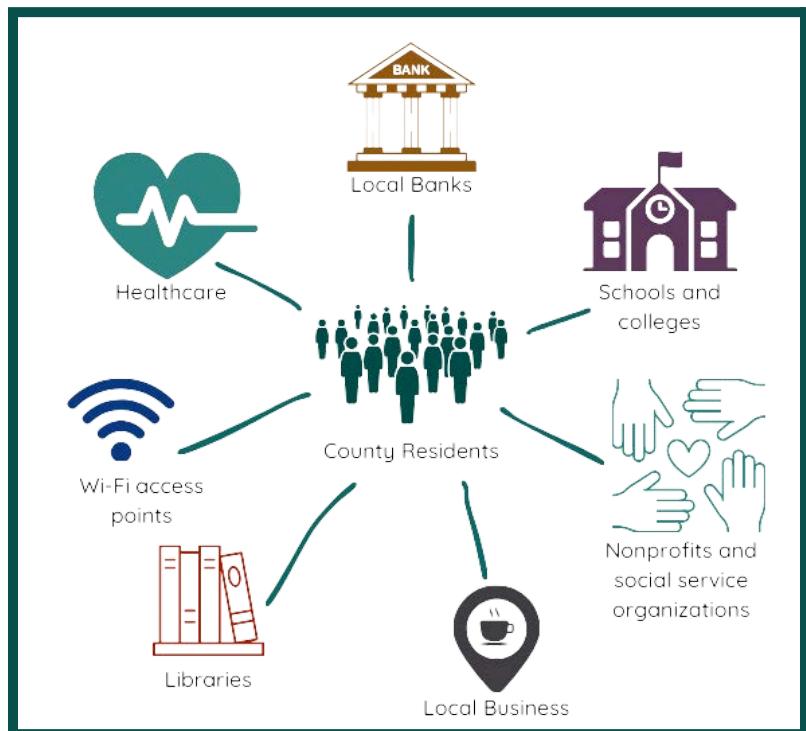 BANK
Local Banks
Healthcare
Schools and
colleges
County Residents
Wi-Fi access
points
Nonprofits and
social service
organizations
Libraries
Local Business